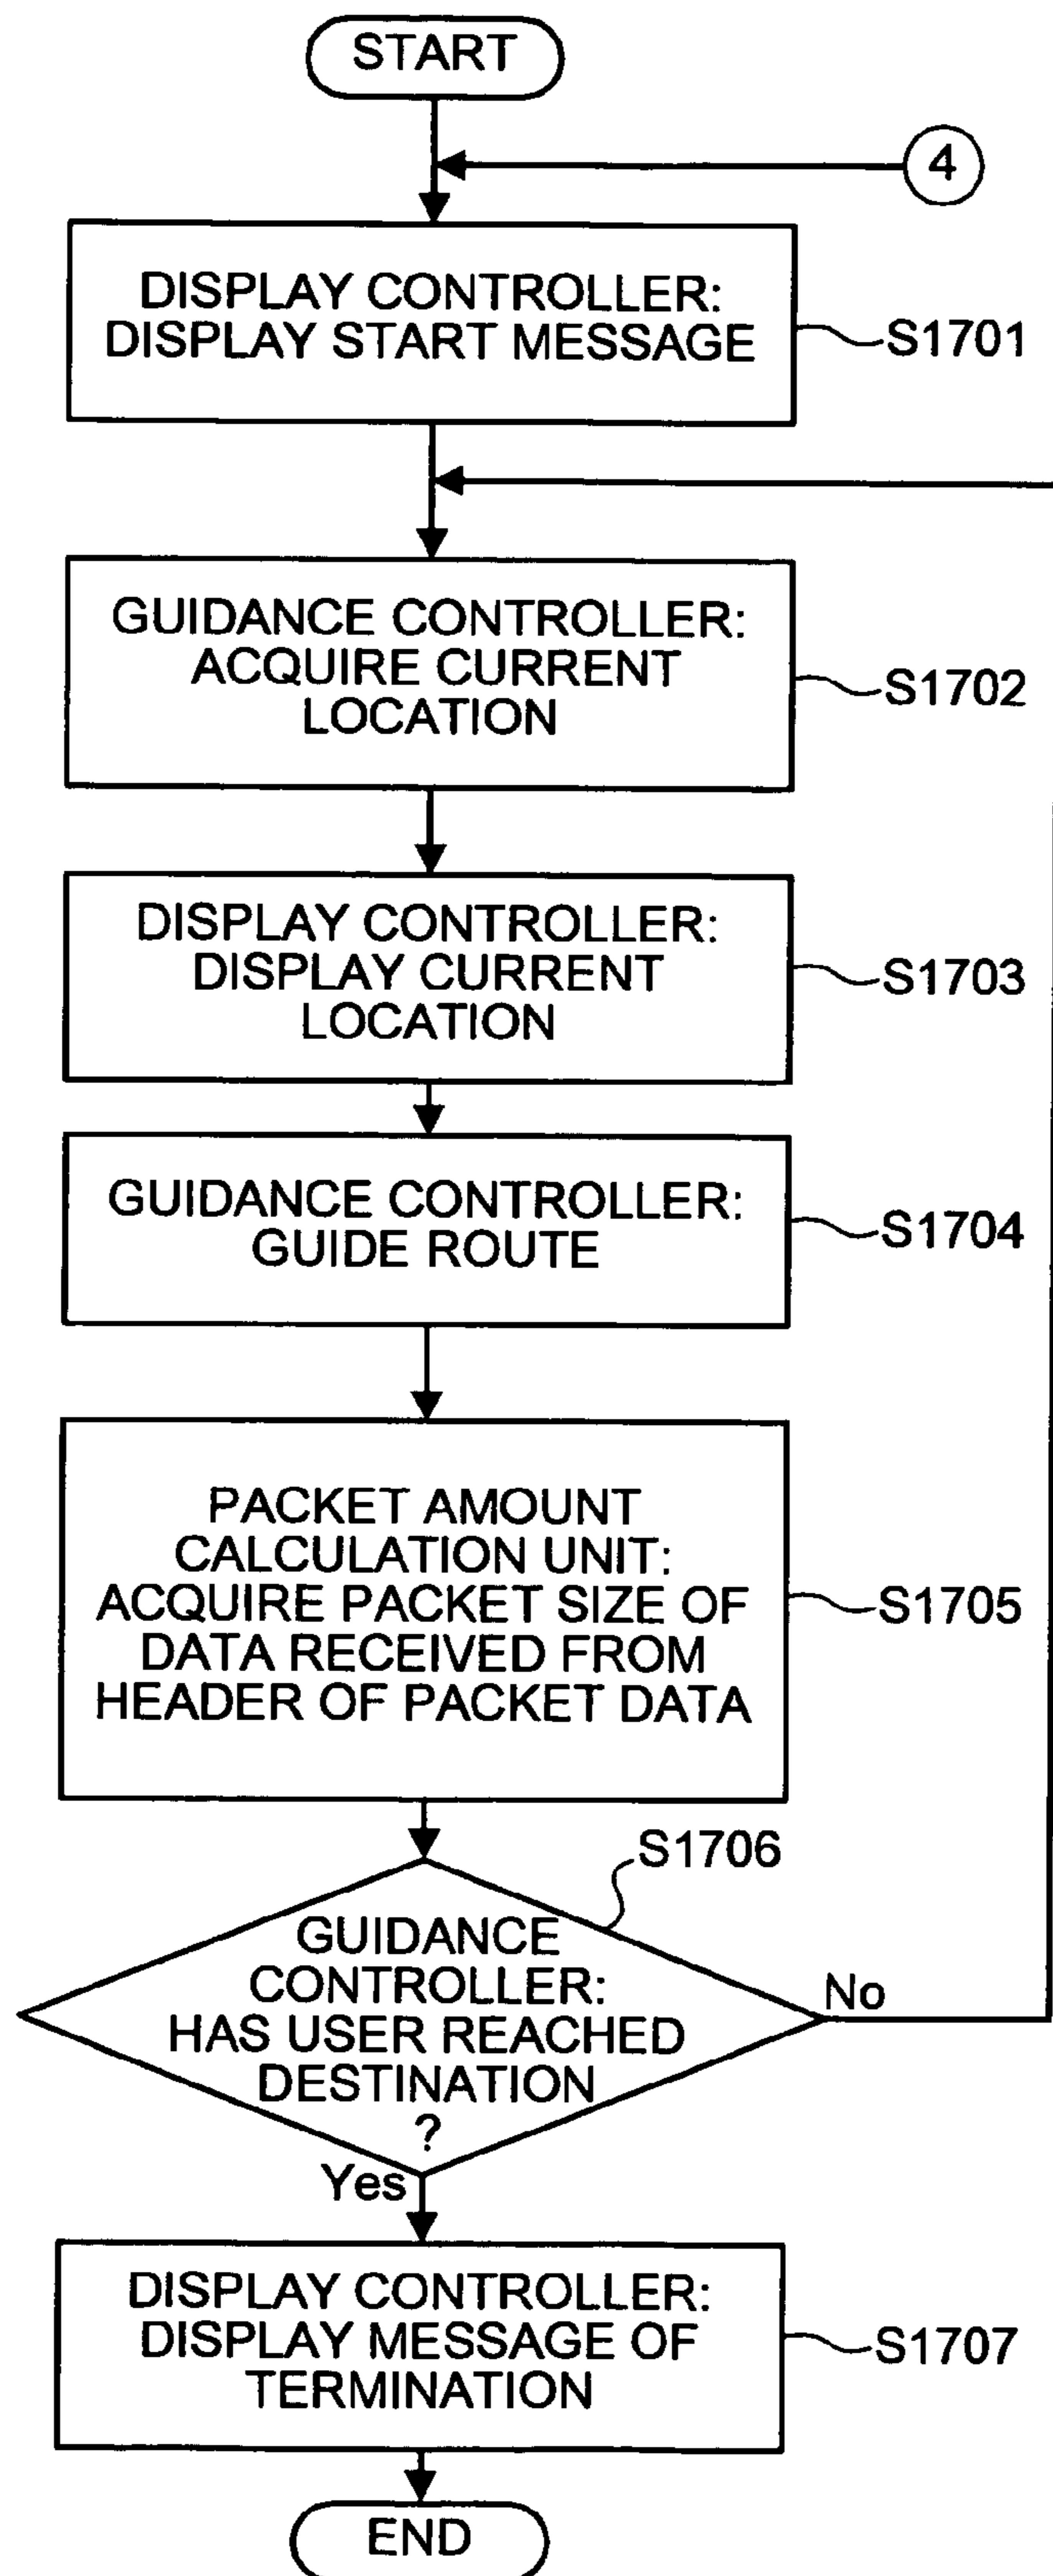 START
4
DISPLAY CONTROLLER:
DISPLAY START MESSAGE
S1701
GUIDANCE CONTROLLER:
ACQUIRE CURRENT
LOCATION
S1702
DISPLAY CONTROLLER:
DISPLAY CURRENT
LOCATION
S1703
GUIDANCE CONTROLLER:
GUIDE ROUTE
S1704
PACKET AMOUNT
CALCULATION UNIT:
ACQUIRE PACKET SIZE OF
DATA RECEIVED FROM
HEADER OF PACKET DATA
S1705
S1706
GUIDANCE
CONTROLLER:
HAS USER REACHED
DESTINATION
?
No
Yes
DISPLAY CONTROLLER:
DISPLAY MESSAGE OF
TERMINATION
S1707
END